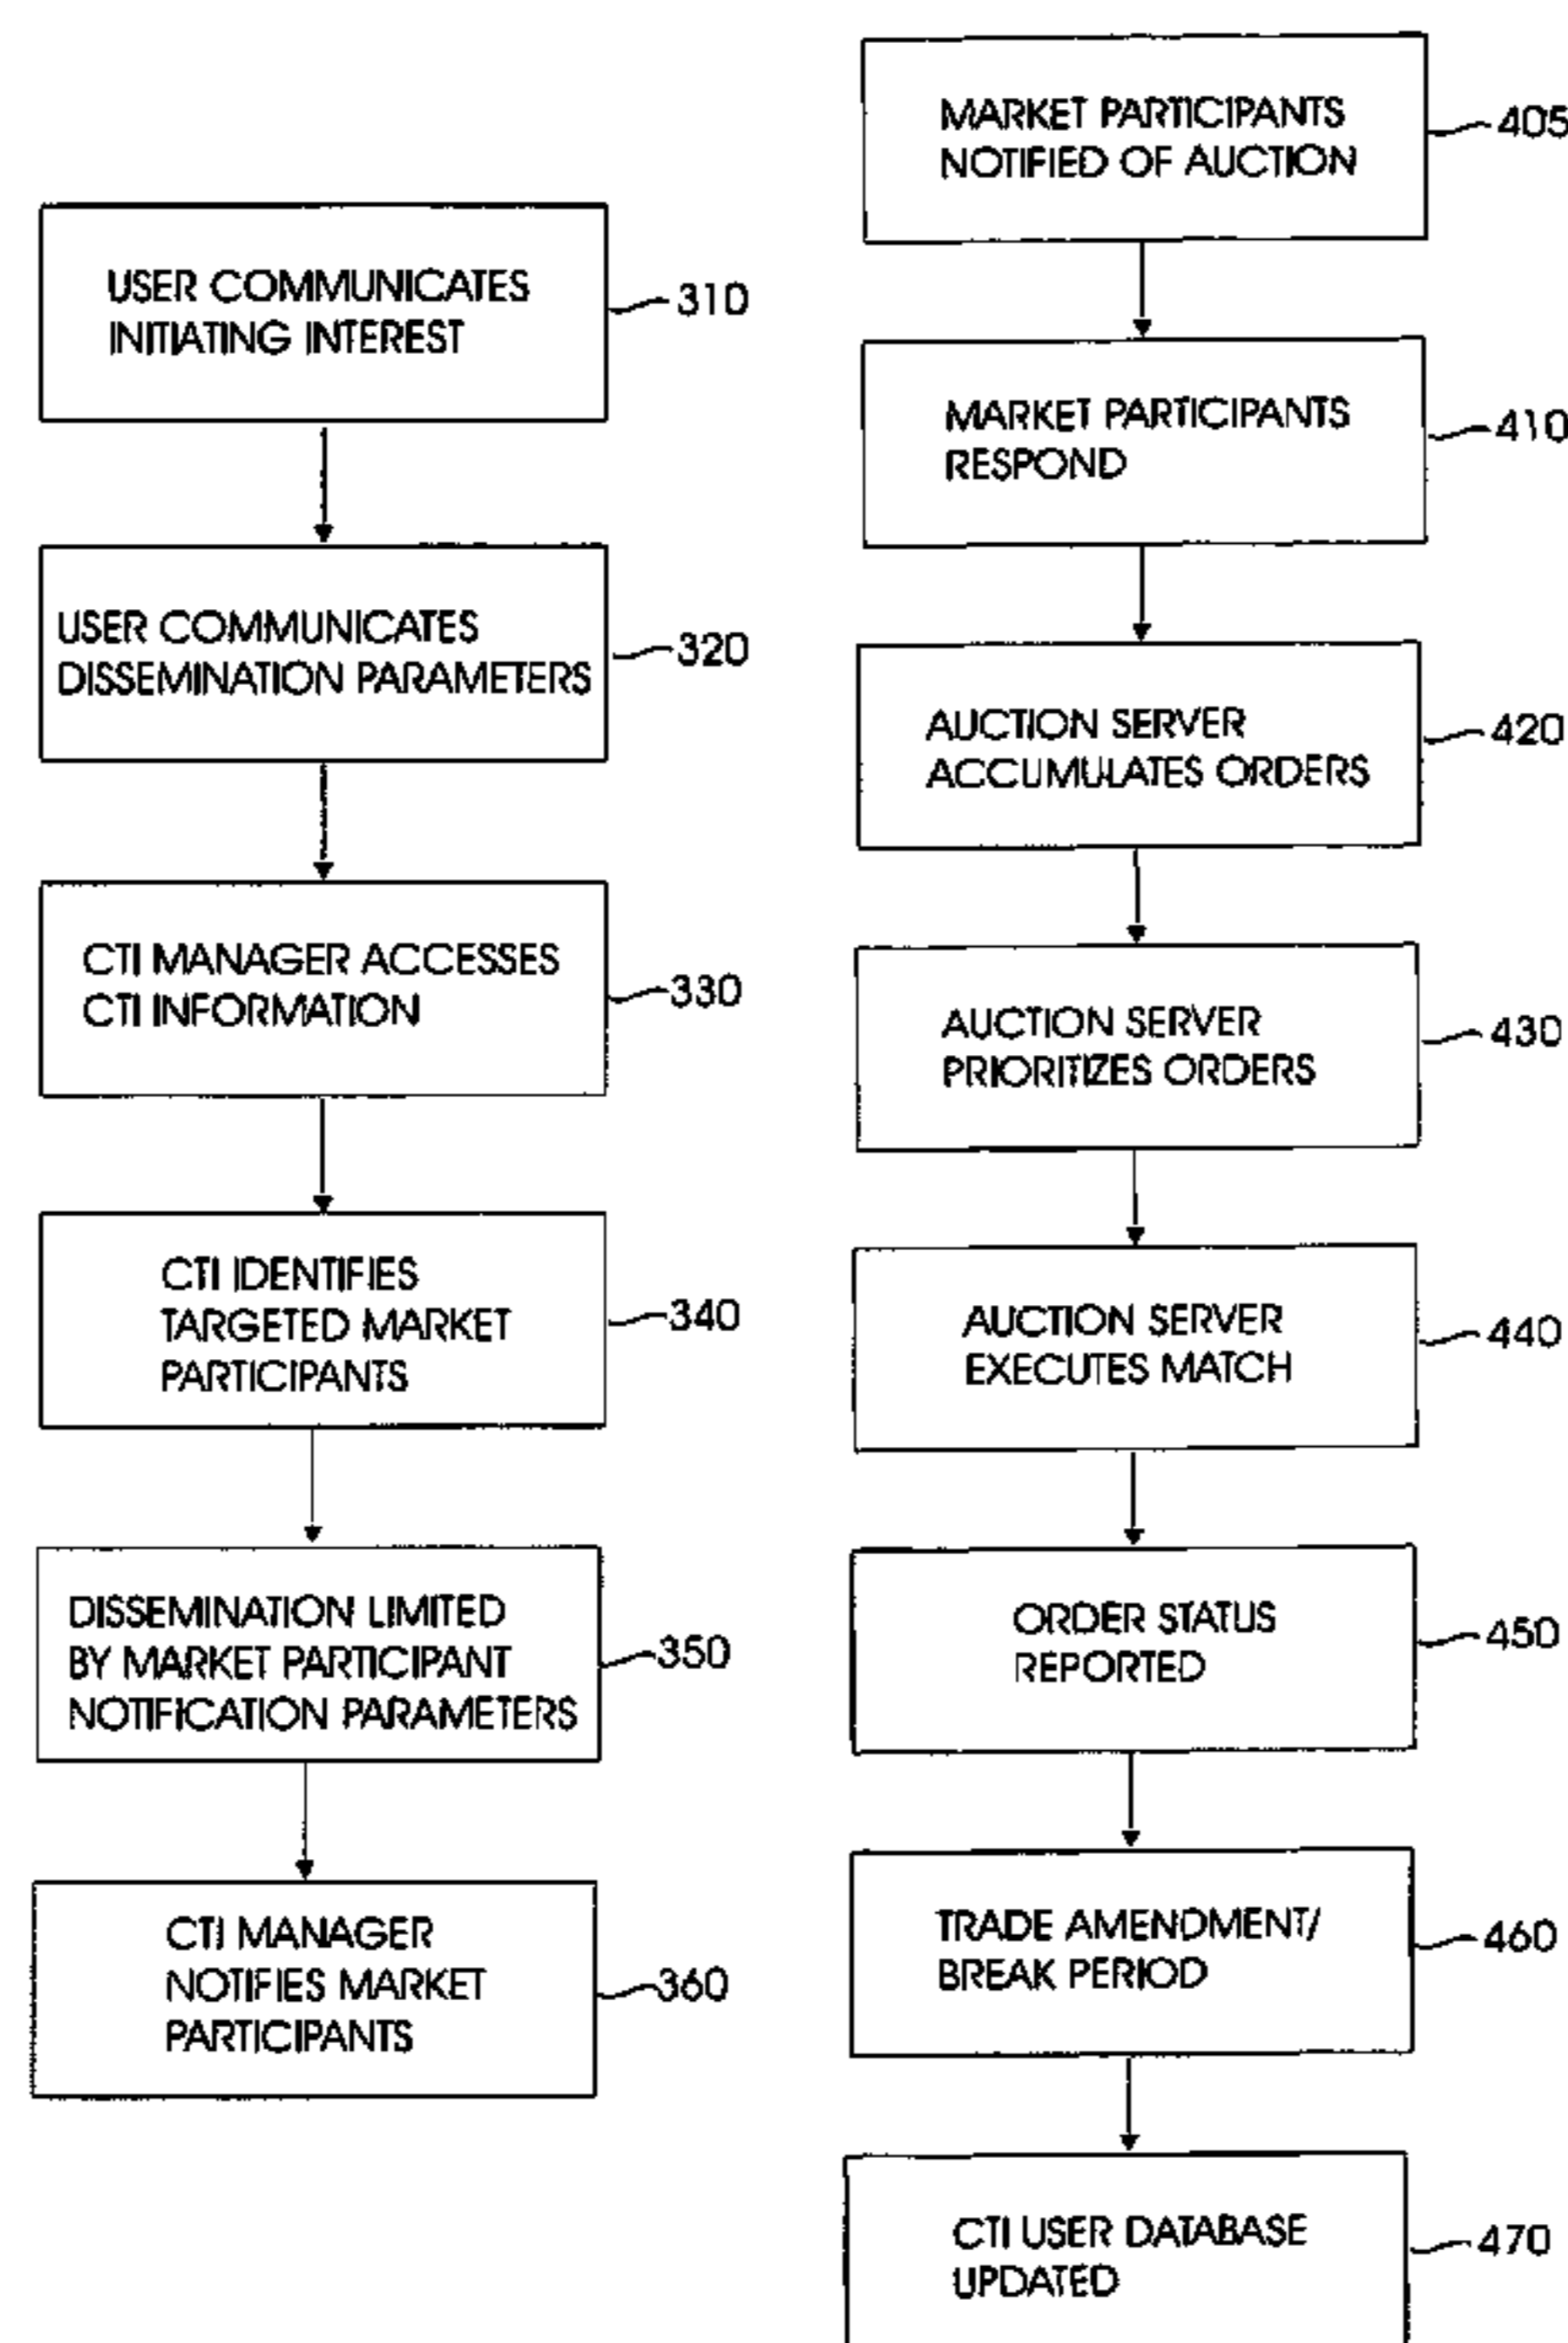 USER COMMUNICATES
INITIATING INTEREST
310
USER COMMUNICATES
DISSEMINATION PARAMETERS
320
CTI MANAGER ACCESSES
CTI INFORMATION
330
CTI IDENTIFIES
TARGETED MARKET
PARTICIPANTS
340
DISSEMINATION LIMITED
BY MARKET PARTICIPANT
NOTIFICATION PARAMETERS
350
CTI MANAGER
NOTIFIES MARKET
PARTICIPANTS
360
MARKET PARTICIPANTS
NOTIFIED OF AUCTION
405
MARKET PARTICIPANTS
RESPOND
410
AUCTION SERVER
ACCUMULATES ORDERS
420
AUCTION SERVER
PRIORITIZES ORDERS
430
AUCTION SERVER
EXECUTES MATCH
440
ORDER STATUS
REPORTED
450
TRADE AMENDMENT/
BREAK PERIOD
460
CTI USER DATABASE
UPDATED
470